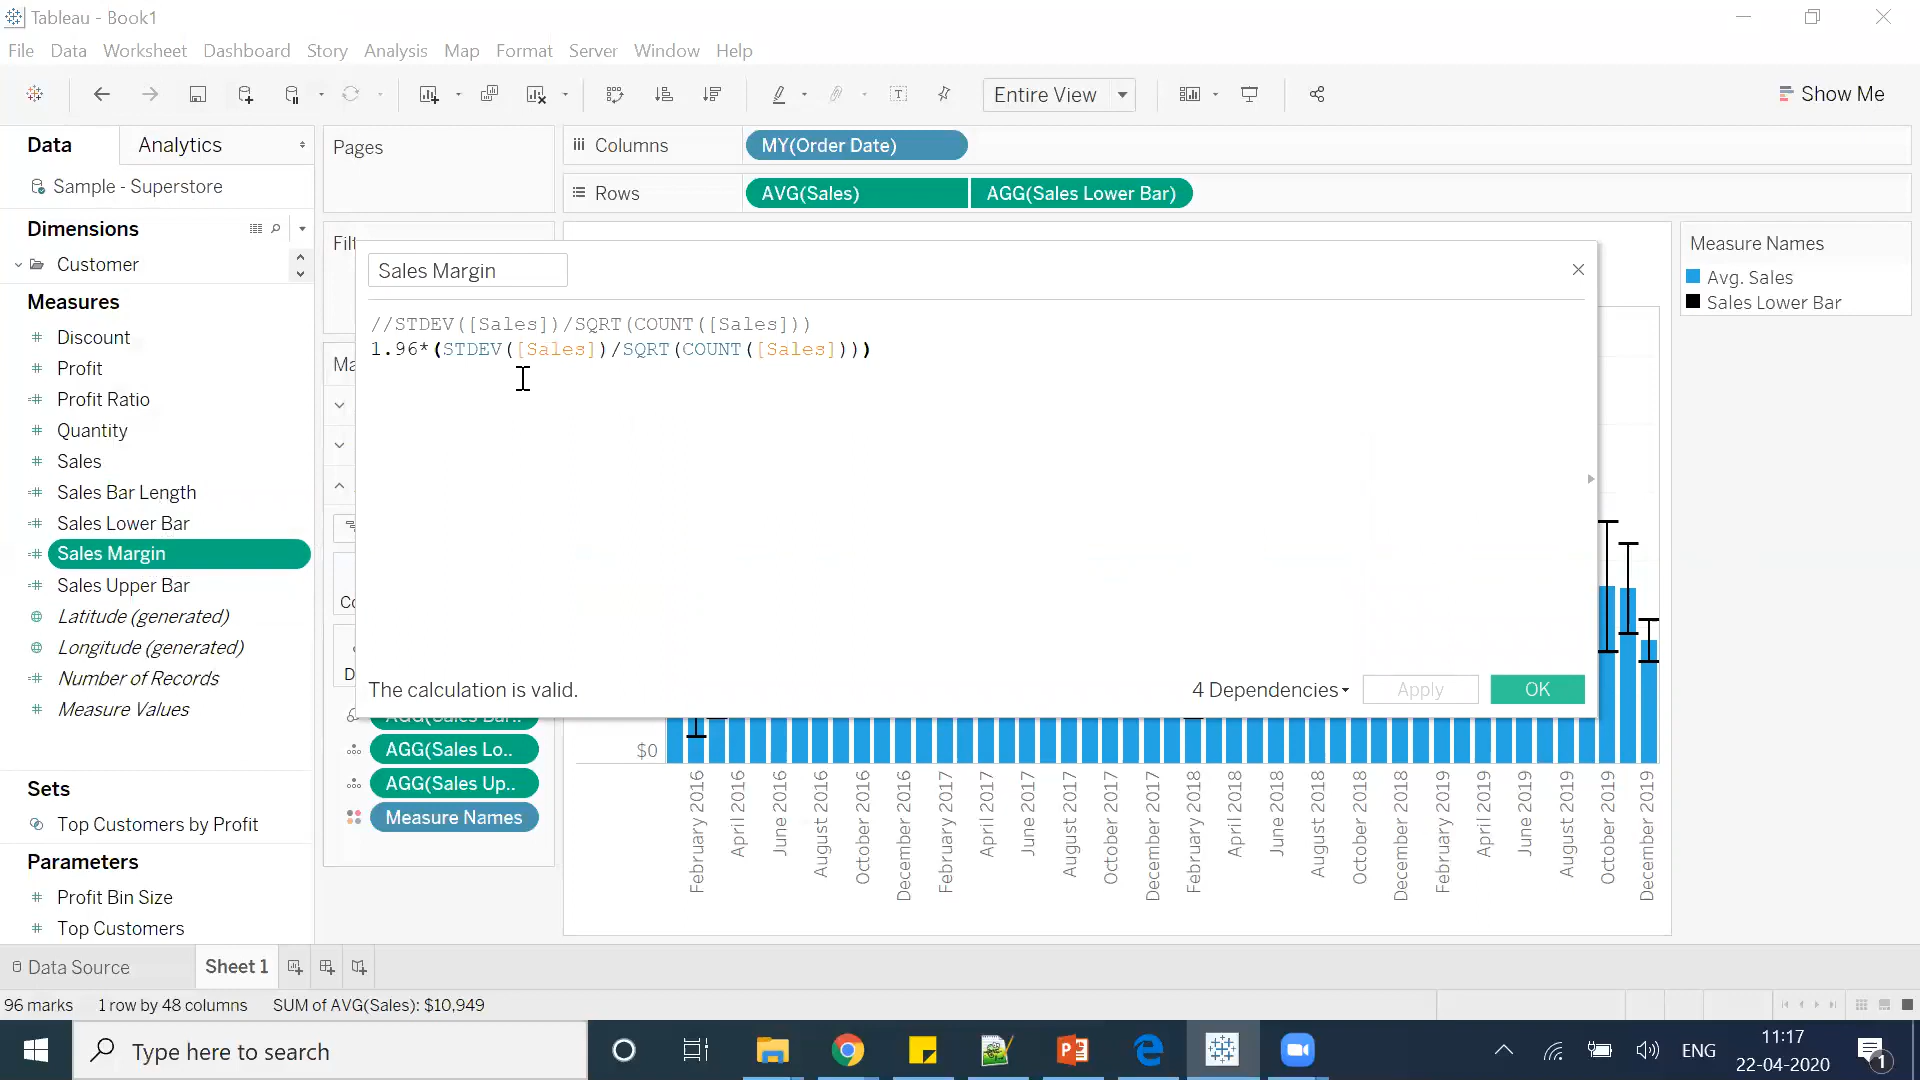 Tableau - Book1
File Data Worksheet Dashboard Story Analysis Map Format Server Window Help
Entire View
Show Me
Data
Analytics
Sample - Superstore
Dimensions
Customer
Measures
Discount
Profit
Profit Ratio
Quantity
Sales
Sales Bar Length
Sales Lower Bar
Sales Margin
Sales Upper Bar
Latitude (generated)
Longitude (generated)
Number of Records
Measure Values
Sets
Top Customers by Profit
Parameters
Profit Bin Size
Top Customers
Pages
Columns
MY(Order Date)
Rows
AVG(Sales)
AGG(Sales Lower Bar)
Sales Margin
//STDEV([Sales])/SQRT(COUNT([Sales]))
1.96*(STDEV([Sales])/SQRT(COUNT([Sales])))
The calculation is valid.
4 Dependencies
Apply
OK
AGG(Sales Bar..
AGG(Sales Lo..
AGG(Sales Up..
Measure Names
$0
February 2016
April 2016
June 2016
August 2016
October 2016
December 2016
February 2017
April 2017
June 2017
August 2017
October 2017
December 2017
February 2018
April 2018
June 2018
August 2018
October 2018
December 2018
February 2019
April 2019
June 2019
August 2019
October 2019
December 2019
Measure Names
Avg. Sales
Sales Lower Bar
Data Source
Sheet 1
96 marks
1 row by 48 columns
SUM of AVG(Sales): $10,949
Type here to search
ENG
11:17
22-04-2020
1